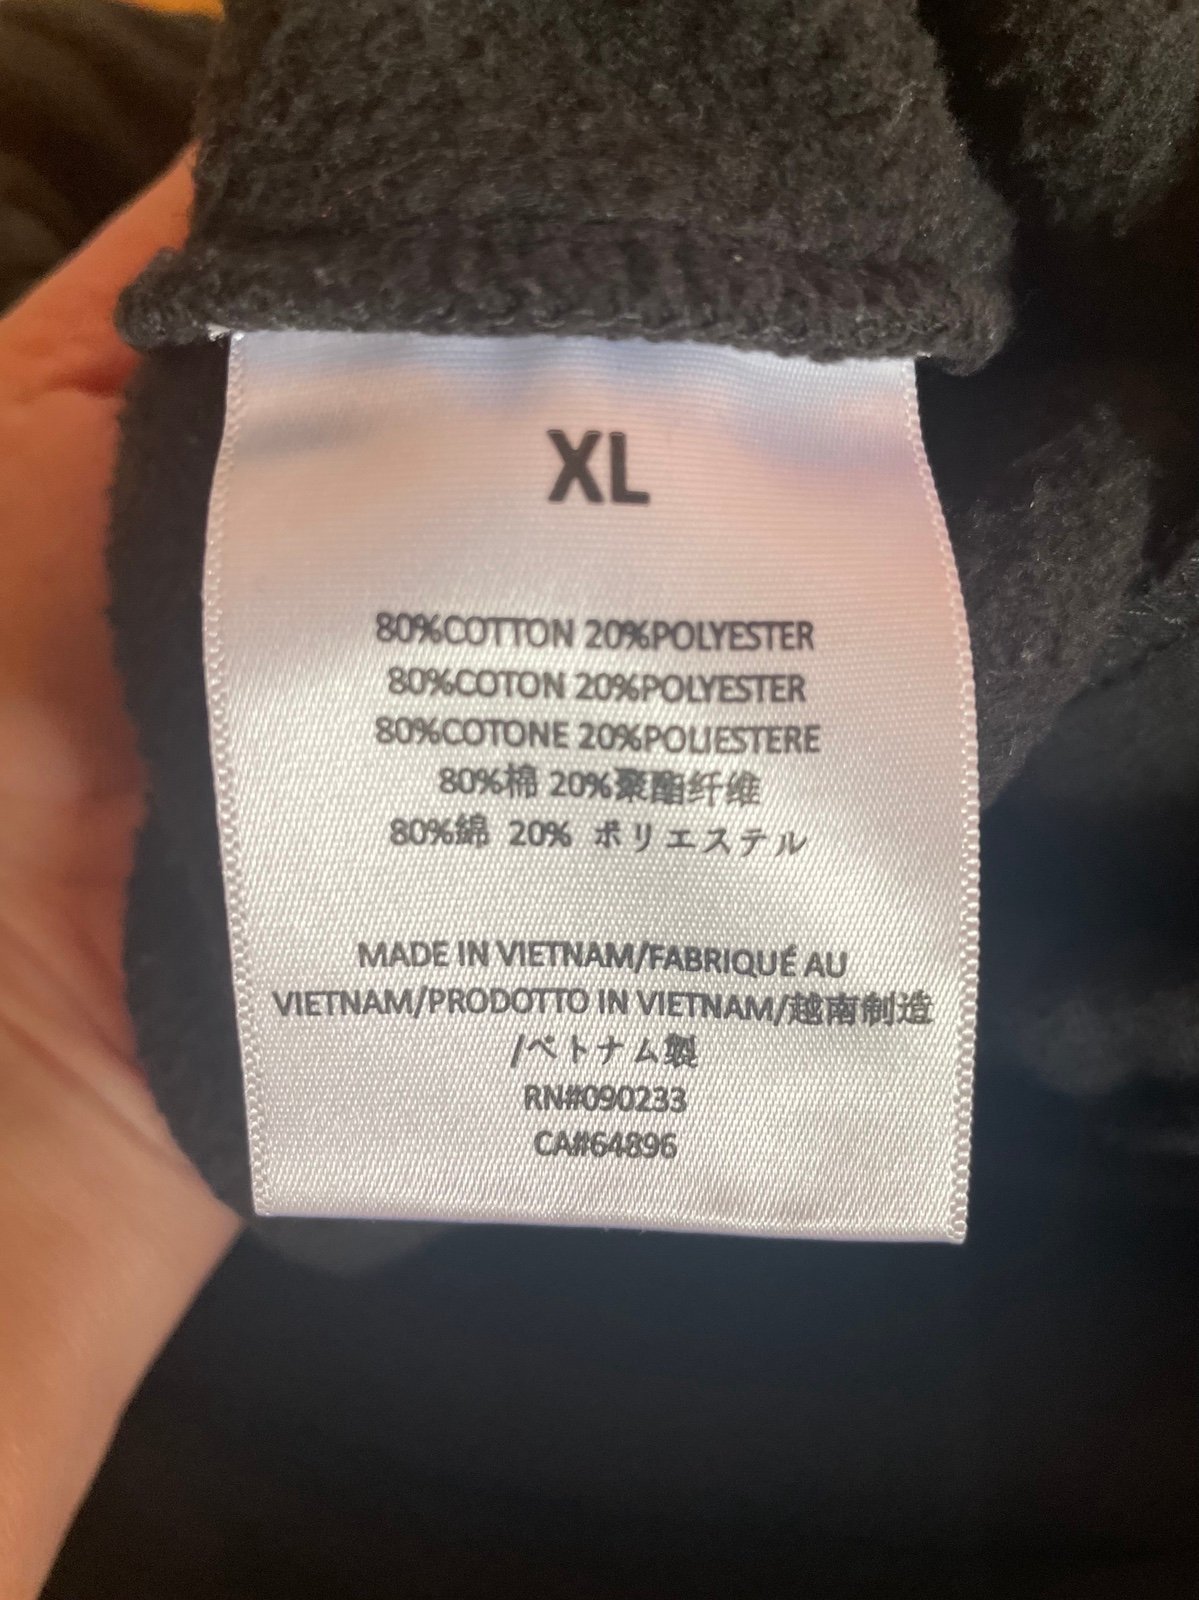 XL
80%COTTON 20%POLYESTER
80%COTON 20%POLYESTER
80%COTONE 20%POLIESTERE
80%棉 20%聚酯纤维
80%綿 20% ポリエステル
MADE IN VIETNAM/FABRIQUÉ AU
VIETNAM/PRODOTTO IN VIETNAM/越南制造
/ベトナム製
RN#090233
CA#64896